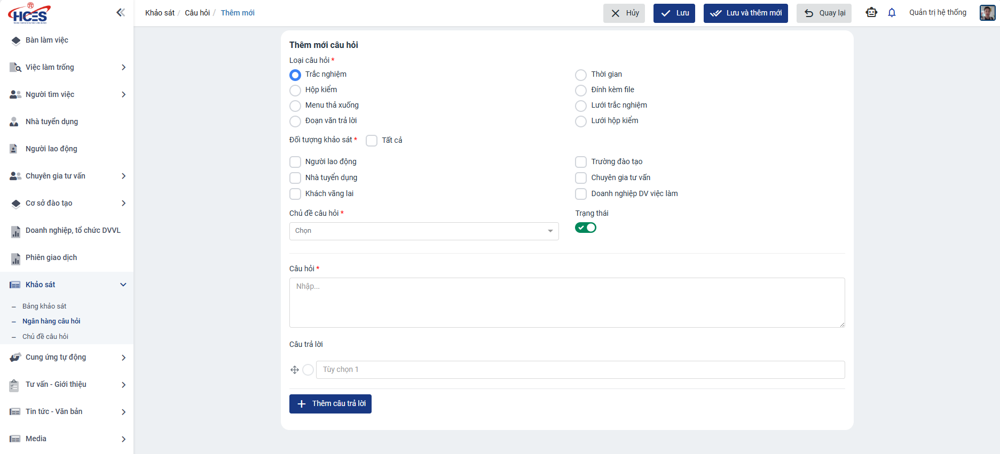 HCES
Khảo sát / Câu hỏi / Thêm mới
Hủy
Lưu
Lưu và thêm mới
Quay lại
Quản trị hệ thống
Bàn làm việc
Việc làm trống
Người tìm việc
Nhà tuyển dụng
Người lao động
Chuyên gia tư vấn
Cơ sở đào tạo
Doanh nghiệp, tổ chức DVVL
Phiên giao dịch
Khảo sát
– Bảng khảo sát
– Ngân hàng câu hỏi
– Chủ đề câu hỏi
Cung ứng tự động
Tư vấn - Giới thiệu
Tin tức - Văn bản
Media
Thêm mới câu hỏi
Loại câu hỏi *
Trắc nghiệm
Thời gian
Hộp kiểm
Đính kèm file
Menu thả xuống
Lưới trắc nghiệm
Đoạn văn trả lời
Lưới hộp kiểm
Đối tượng khảo sát *
Tất cả
Người lao động
Trường đào tạo
Nhà tuyển dụng
Chuyên gia tư vấn
Khách vãng lai
Doanh nghiệp DV việc làm
Chủ đề câu hỏi *
Trạng thái
Chọn
Câu hỏi *
Nhập...
Câu trả lời
Tùy chọn 1
Thêm câu trả lời